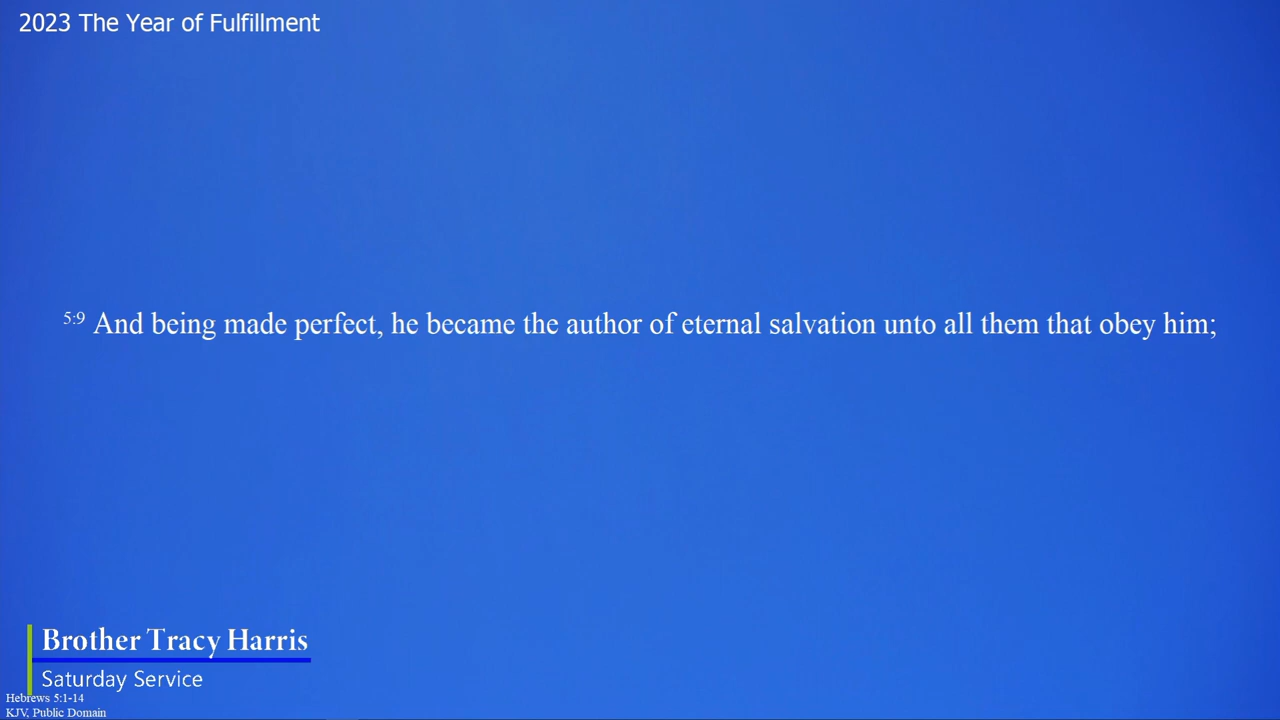 2023 The Year of Fulfillment
5:9 And being made perfect, he became the author of eternal salvation unto all them that obey him;
Brother Tracy Harris
Saturday Service
Hebrews 5:1-14
KJV, Public Domain